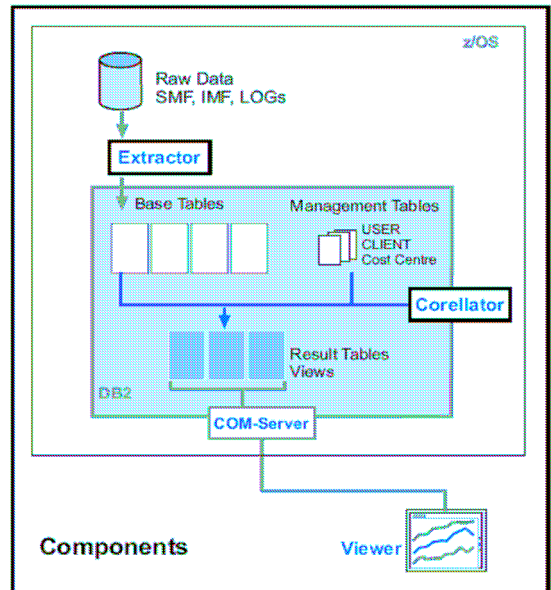 z/OS
Raw Data
SMF, IMF, LOGs
Extractor
Base Tables
Management Tables
USER
CLIENT
Cost Centre
Corellator
Result Tables
Views
DB2
COM-Server
Components
Viewer